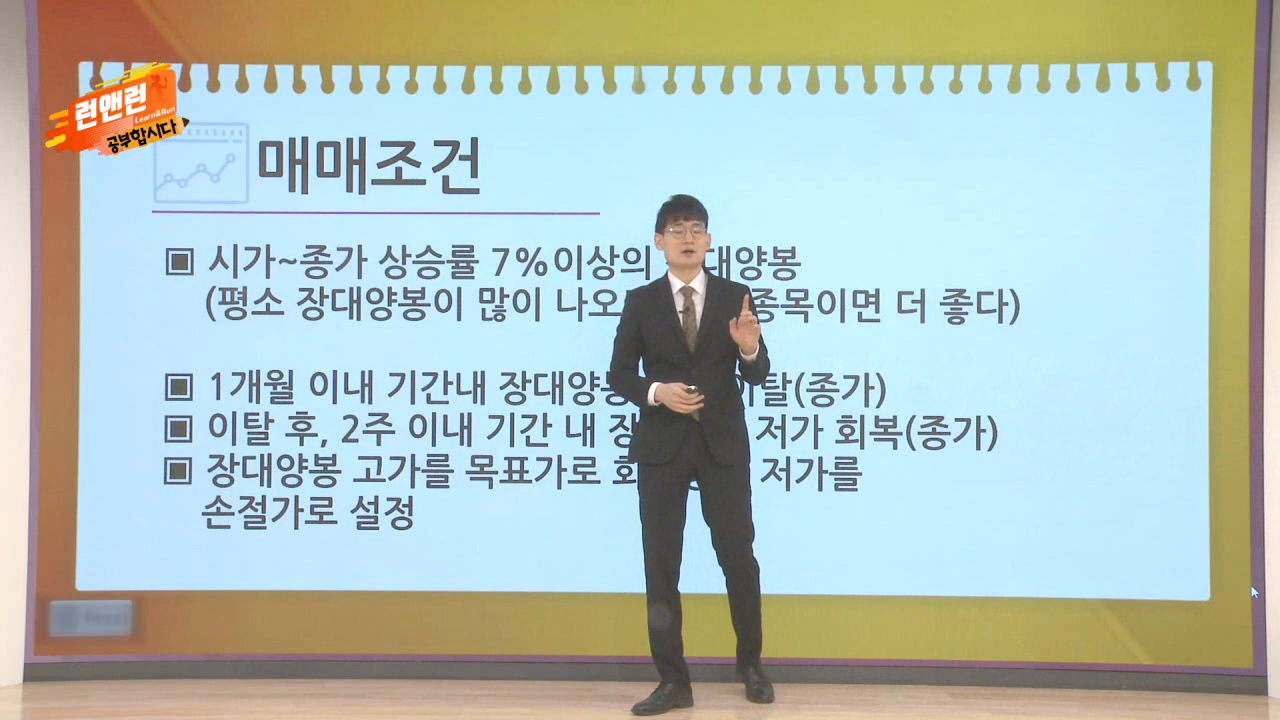 런앤런
Learn&Run
공부합시다
매매조건
▣ 시가~종가 상승률 7%이상의 대양봉
(평소 장대양봉이 많이 나오 종목이면 더 좋다)
▣ 1개월 이내 기간내 장대양봉 이탈(종가)
▣ 이탈 후, 2주 이내 기간 내 장 저가 회복(종가)
▣ 장대양봉 고가를 목표가로 회 저가를
손절가로 설정